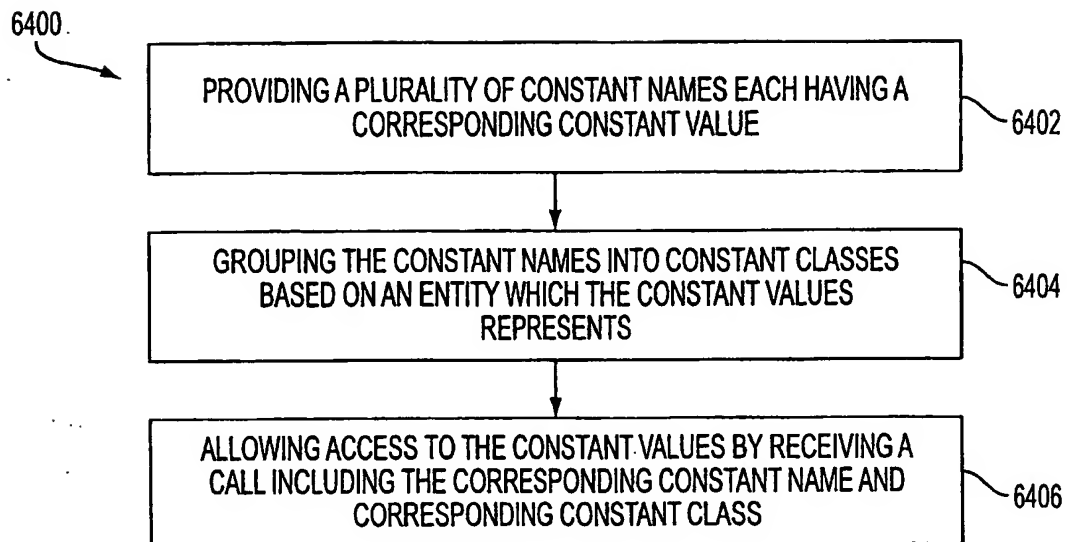 6400
PROVIDING A PLURALITY OF CONSTANT NAMES EACH HAVING A
CORRESPONDING CONSTANT VALUE
6402
GROUPING THE CONSTANT NAMES INTO CONSTANT CLASSES
BASED ON AN ENTITY WHICH THE CONSTANT VALUES
REPRESENTS
6404
ALLOWING ACCESS TO THE CONSTANT VALUES BY RECEIVING A
CALL INCLUDING THE CORRESPONDING CONSTANT NAME AND
CORRESPONDING CONSTANT CLASS
6406